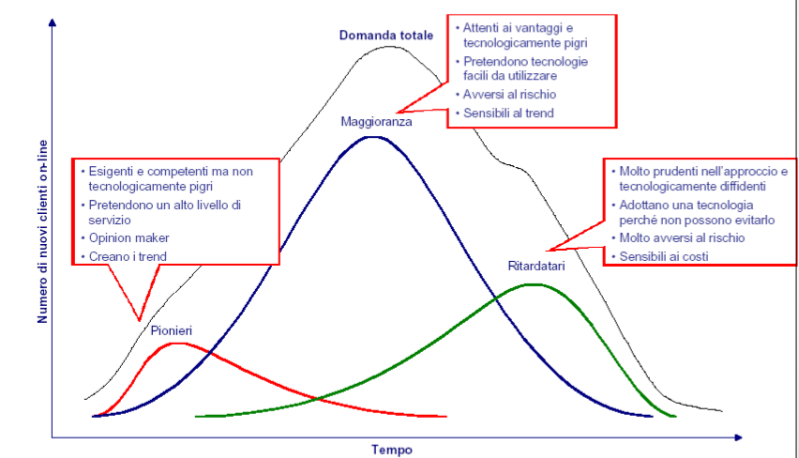 Domanda totale
• Attenti ai vantaggi e
tecnologicamente pigri
• Pretendono tecnologie
facili da utilizzare
• Avversi al rischio
• Sensibili al trend
Maggioranza
• Esigenti e competenti ma non
tecnologicamente pigri
• Pretendono un alto livello di
servizio
• Opinion maker
• Creano i trend
• Molto prudenti nell'approccio e
tecnologicamente diffidenti
• Adottano una tecnologia
perché non possono evitarlo
• Molto avversi al rischio
• Sensibili ai costi
Ritardatari
Pionieri
Numero di nuovi clienti on-line
Tempo